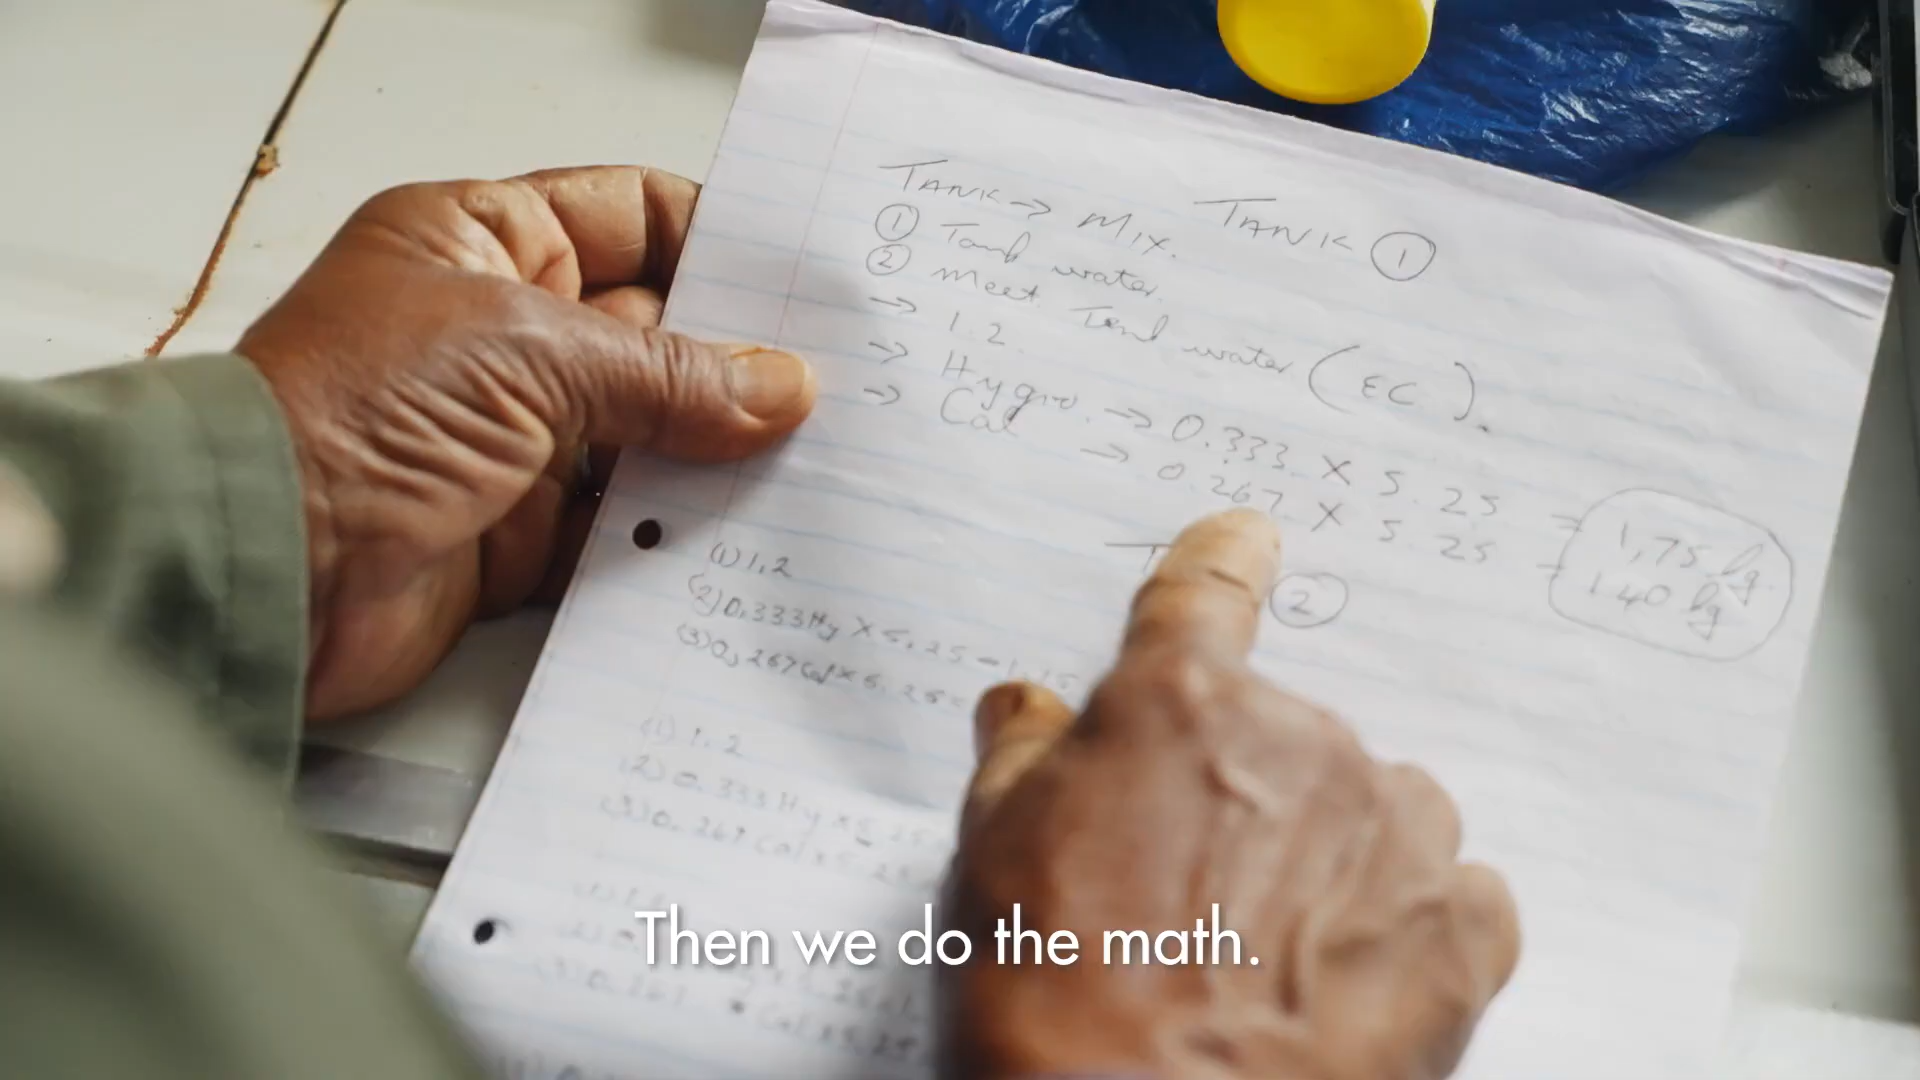 TANK → MIX. TANK ①
① Tank water.
② meet Tank water (EC).
→ 1.2.
→ Hygro. → 0.333 X 5.25 = 1,75 kg.
→ Cal → 0.267 X 5.25 = 1.40 kg
②
(1) 1.2
(2) 0.333 Hy X 5.25 =
(3) 0,267 Cal X 5.25 =
(1) 1.2
(2) 0.333 Hy X 5.25
(3) 0.267 Cal X 5.25
Then we do the math.